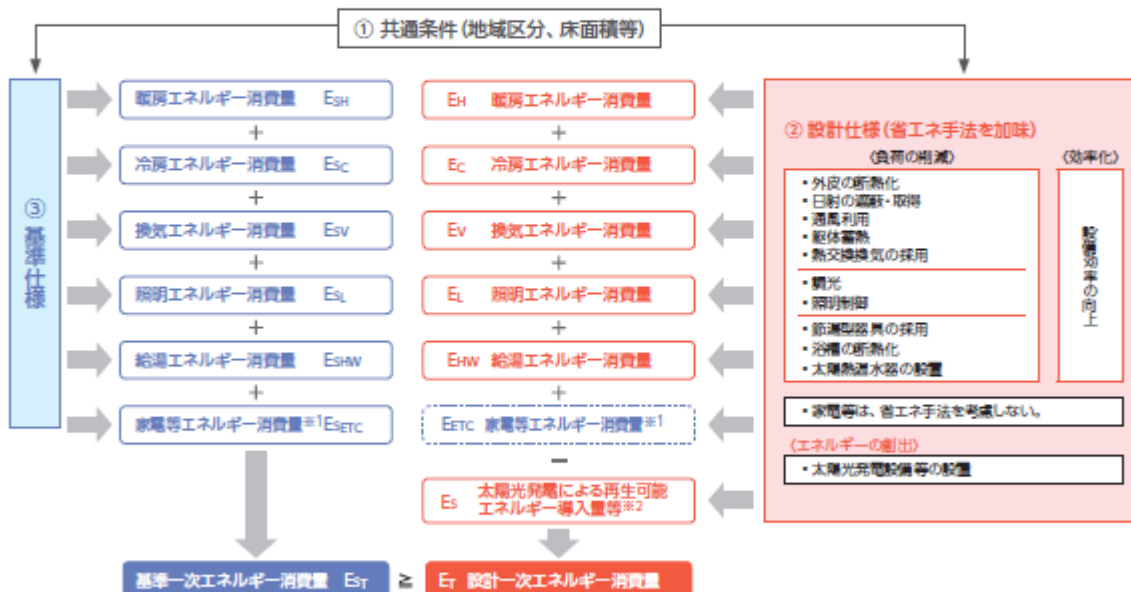 ① 共通条件(地域区分、床面積等)
③ 基準仕様
暖房エネルギー消費量 ESH
+
冷房エネルギー消費量 ESC
+
換気エネルギー消費量 ESV
+
照明エネルギー消費量 ESL
+
給湯エネルギー消費量 ESHW
+
家電等エネルギー消費量※1 ESETC
基準一次エネルギー消費量 EST
≧
EH 暖房エネルギー消費量
+
EC 冷房エネルギー消費量
+
EV 換気エネルギー消費量
+
EL 照明エネルギー消費量
+
EHW 給湯エネルギー消費量
+
EETC 家電等エネルギー消費量※1
−
ES 太陽光発電による再生可能
エネルギー導入量等※2
ET 設計一次エネルギー消費量
② 設計仕様(省エネ手法を加味)
〈負荷の削減〉
・外皮の断熱化
・日射の遮蔽・取得
・通風利用
・躯体蓄熱
・熱交換換気の採用
・調光
・照明制御
・節湯型器具の採用
・浴槽の断熱化
・太陽熱温水器の設置
〈効率化〉
設備効率の向上
・家電等は、省エネ手法を考慮しない。
〈エネルギーの創出〉
・太陽光発電設備等の設置